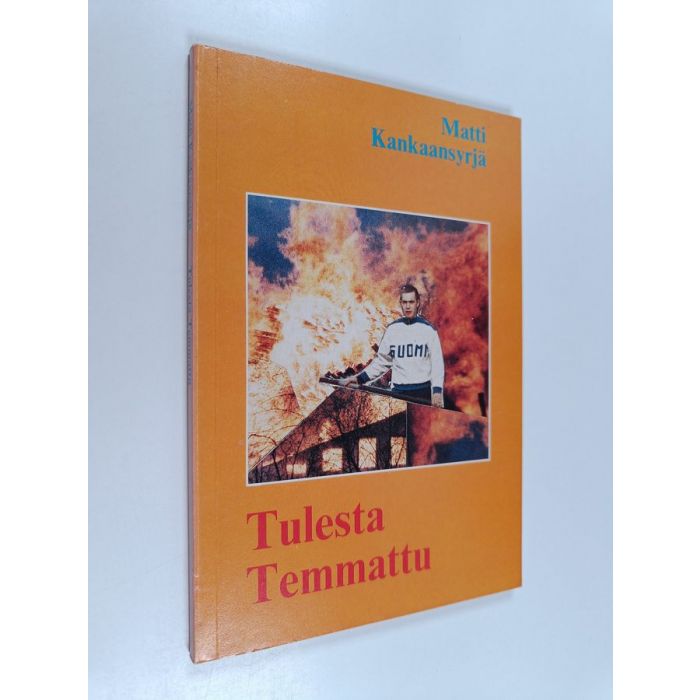 Matti
Kankaansyrjä
SUOMI
Tulesta
Temmattu